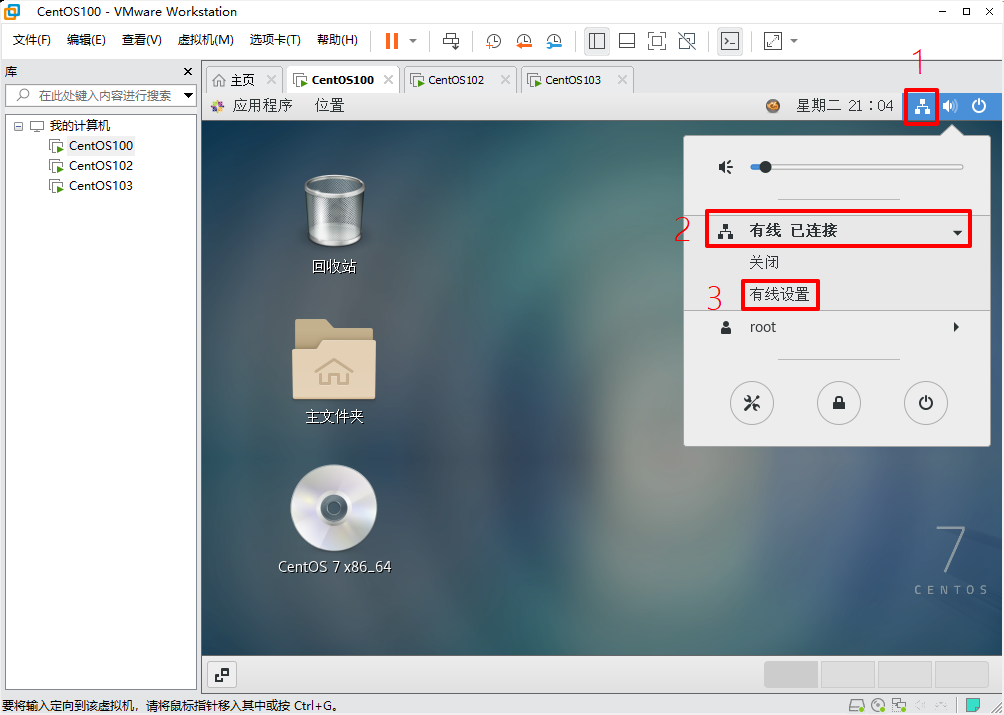 CentOS100 - VMware Workstation
文件(F) 编辑(E) 查看(V) 虚拟机(M) 选项卡(T) 帮助(H)
库
主页 CentOS100 CentOS102 CentOS103
在此处键入内容进行搜索
应用程序 位置 星期二 21：04
1
我的计算机
CentOS100
CentOS102
CentOS103
2
有线 已连接
关闭
3
有线设置
root
回收站
主文件夹
CentOS 7 x86_64
7
CENTOS
要将输入定向到该虚拟机，请将鼠标指针移入其中或按 Ctrl+G。